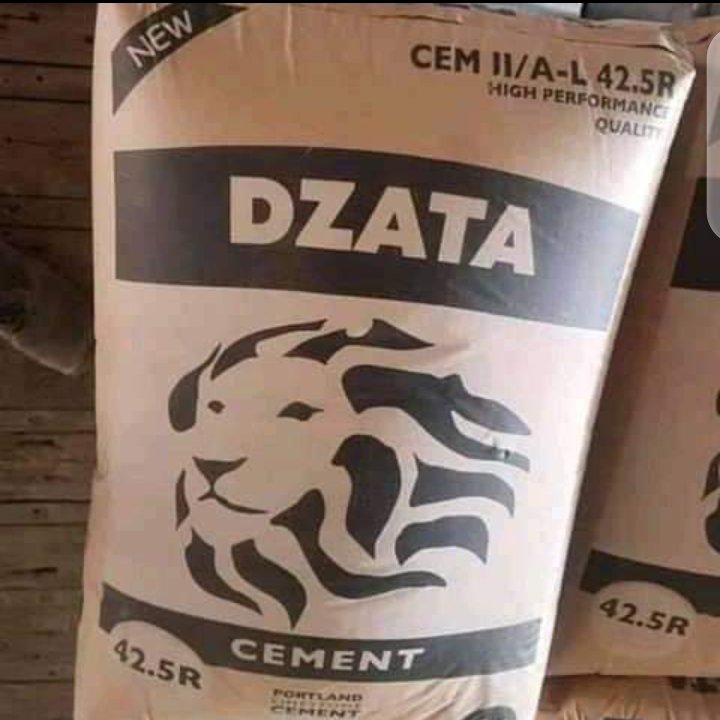 NEW
CEM II/A-L 42.5R
HIGH PERFORMANCE
QUALITY
DZATA
CEMENT
42.5R
PORTLAND
CEMENT
42.5R